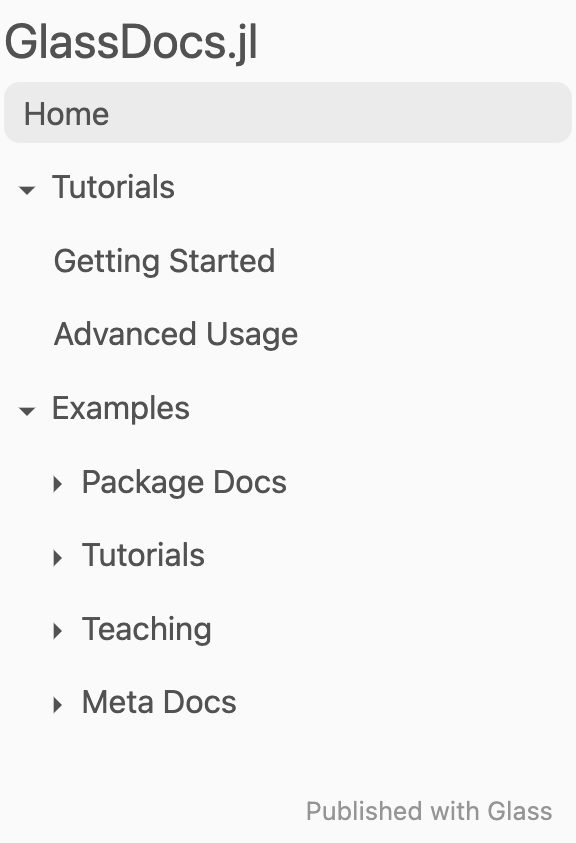 GlassDocs.jl
Home
Tutorials
Getting Started
Advanced Usage
Examples
Package Docs
Tutorials
Teaching
Meta Docs
Published with Glass